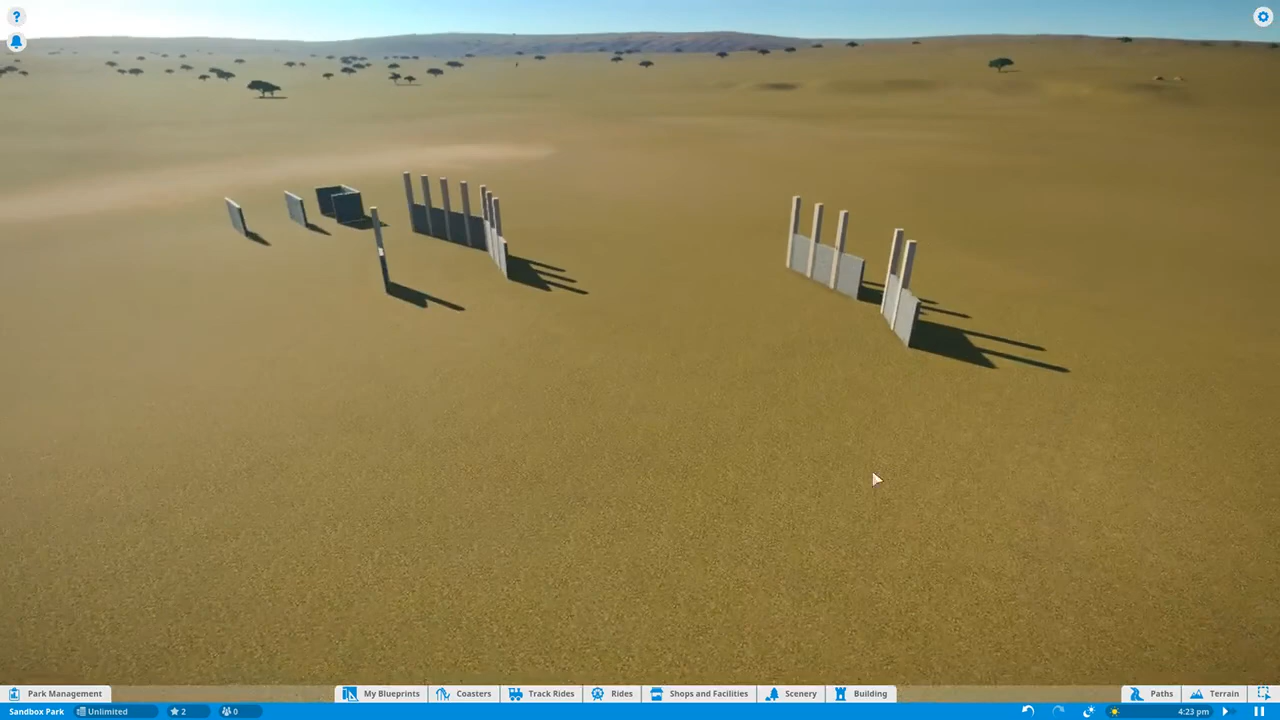 ?
Park Management
My Blueprints
Coasters
Track Rides
Rides
Shops and Facilities
Scenery
Building
Paths
Terrain
Sandbox Park
Unlimited
2
0
4:23 pm